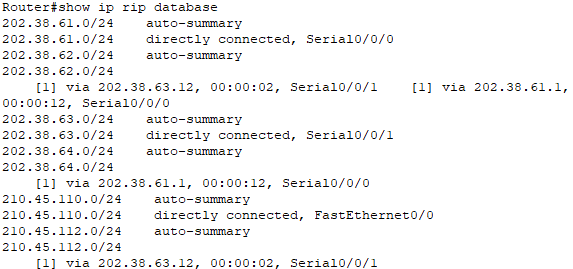 Router#show ip rip database
202.38.61.0/24    auto-summary
202.38.61.0/24    directly connected, Serial0/0/0
202.38.62.0/24    auto-summary
202.38.62.0/24
    [1] via 202.38.63.12, 00:00:02, Serial0/0/1    [1] via 202.38.61.1,
00:00:12, Serial0/0/0
202.38.63.0/24    auto-summary
202.38.63.0/24    directly connected, Serial0/0/1
202.38.64.0/24    auto-summary
202.38.64.0/24
    [1] via 202.38.61.1, 00:00:12, Serial0/0/0
210.45.110.0/24    auto-summary
210.45.110.0/24    directly connected, FastEthernet0/0
210.45.112.0/24    auto-summary
210.45.112.0/24
    [1] via 202.38.63.12, 00:00:02, Serial0/0/1